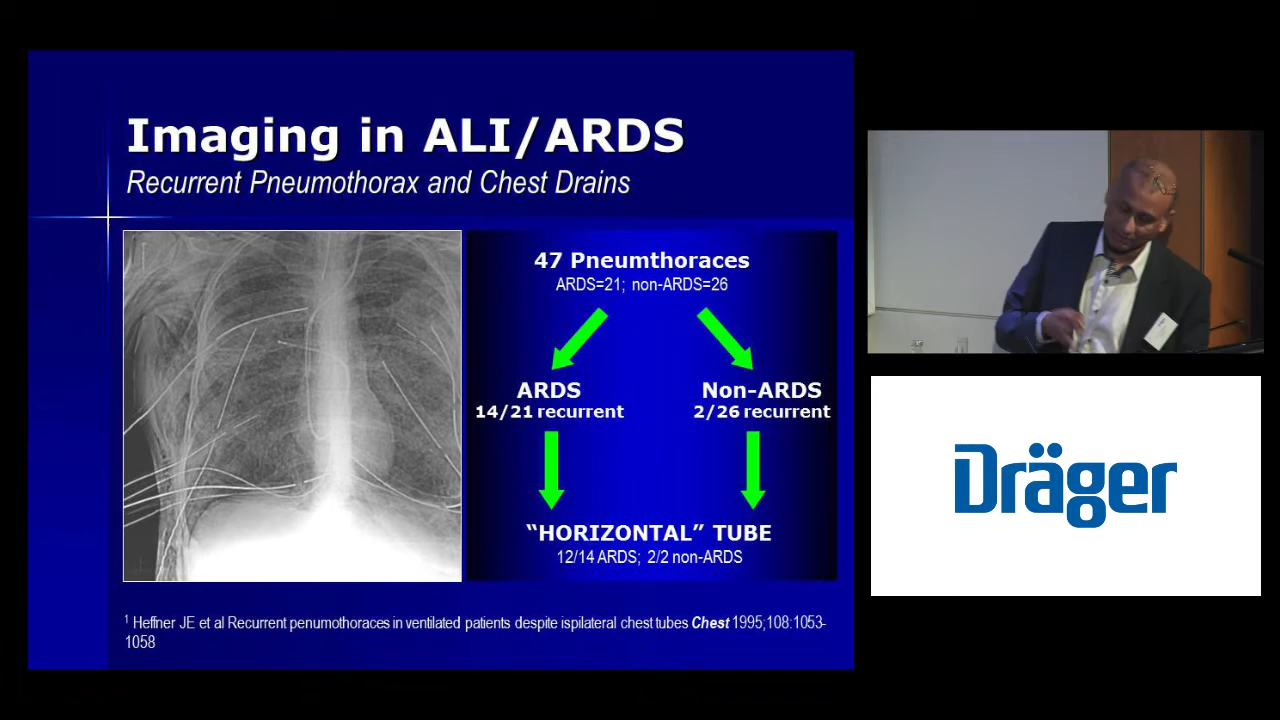 Imaging in ALI/ARDS
Recurrent Pneumothorax and Chest Drains
47 Pneumthoraces
ARDS=21; non-ARDS=26
ARDS
14/21 recurrent
Non-ARDS
2/26 recurrent
“HORIZONTAL” TUBE
12/14 ARDS; 2/2 non-ARDS
1 Heffner JE et al Recurrent penumothoraces in ventilated patients despite ispilateral chest tubes Chest 1995;108:1053-
1058
Dräger